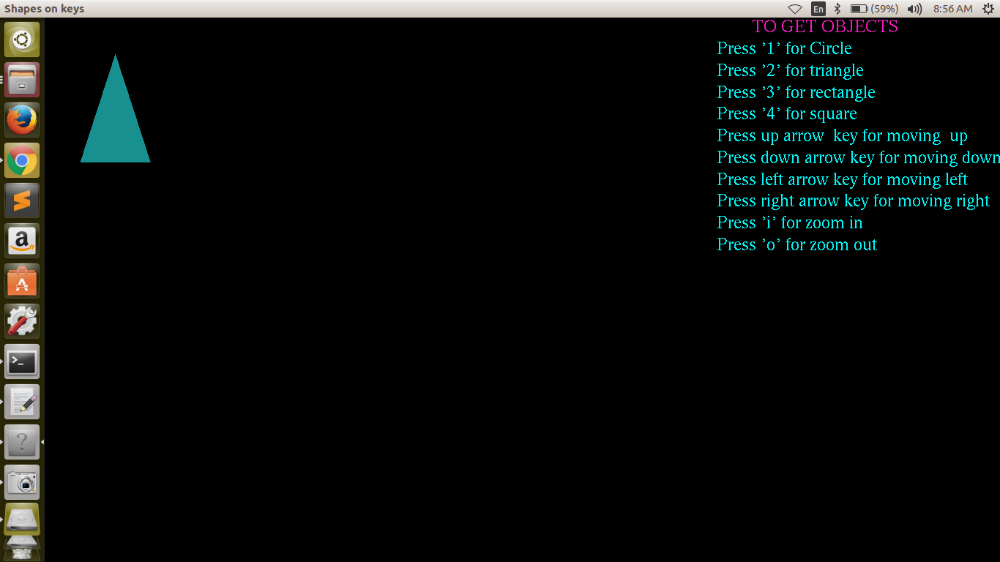 Shapes on keys
En
(59%)
8:56 AM
TO GET OBJECTS
Press ’1’ for Circle
Press ’2’ for triangle
Press ’3’ for rectangle
Press ’4’ for square
Press up arrow  key for moving  up
Press down arrow key for moving down
Press left arrow key for moving left
Press right arrow key for moving right
Press ’i’ for zoom in
Press ’o’ for zoom out
a
A
>_
?